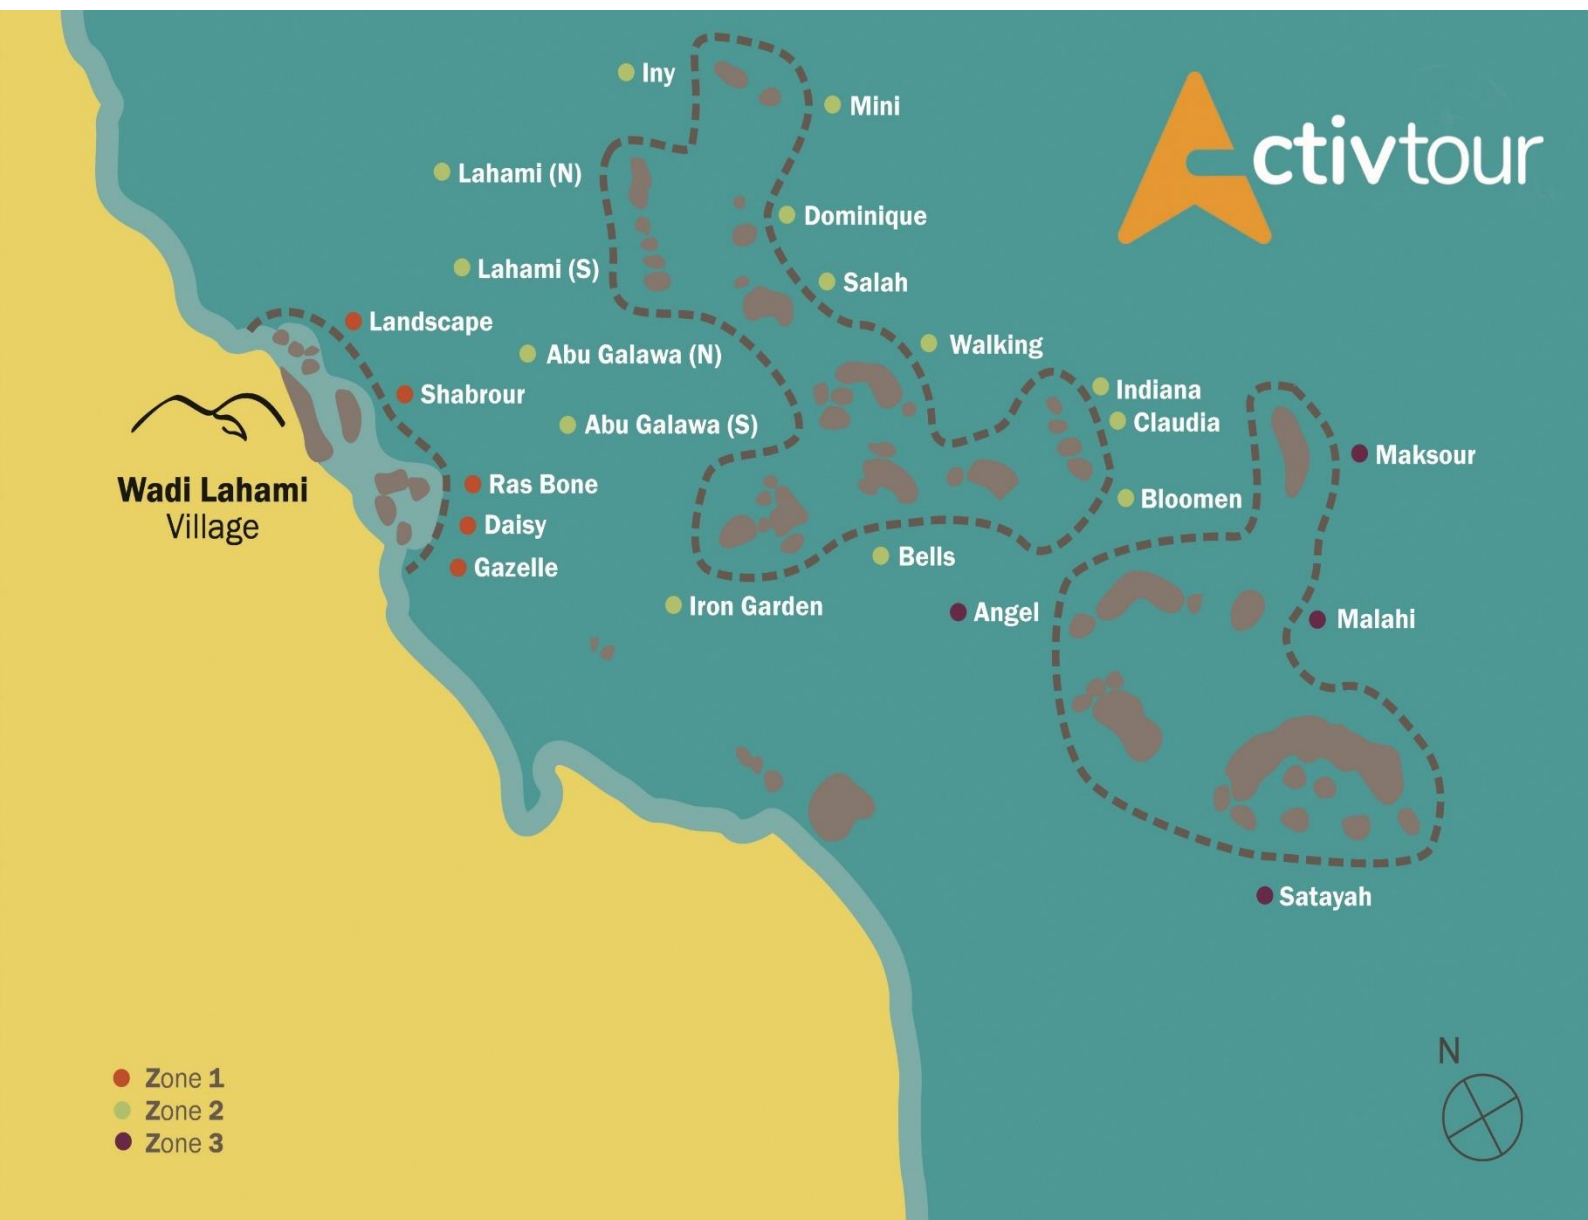 Iny
Mini
Activtour
Lahami (N)
Dominique
Lahami (S)
Salah
Landscape
Walking
Abu Galawa (N)
Indiana
Shabrour
Claudia
Abu Galawa (S)
Maksour
Wadi Lahami
Village
Ras Bone
Bloomen
Daisy
Bells
Gazelle
Iron Garden
Angel
Malahi
Satayah
N
Zone 1
Zone 2
Zone 3